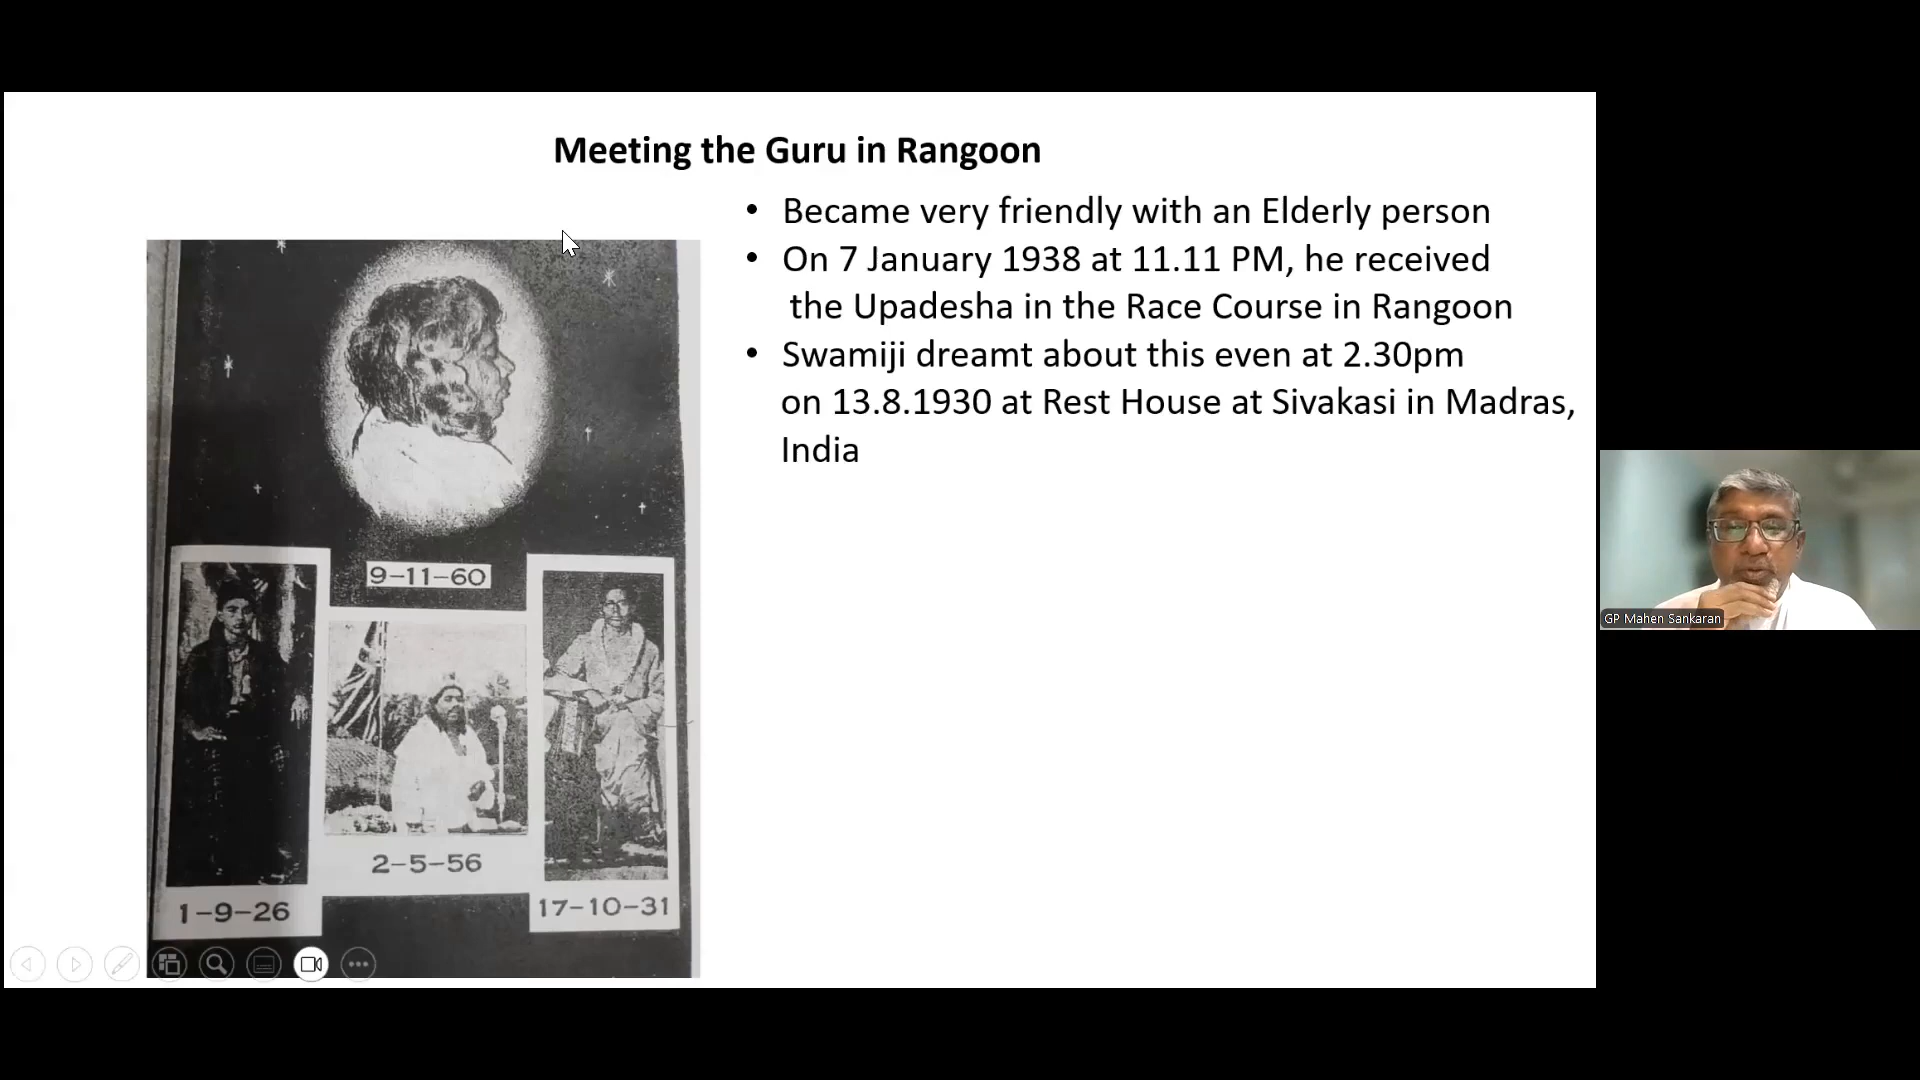 Meeting the Guru in Rangoon
• Became very friendly with an Elderly person
• On 7 January 1938 at 11.11 PM, he received
the Upadesha in the Race Course in Rangoon
• Swamiji dreamt about this even at 2.30pm
on 13.8.1930 at Rest House at Sivakasi in Madras,
India
9-11-60
2-5-56
1-9-26
17-10-31
GP Mahen Sankaran